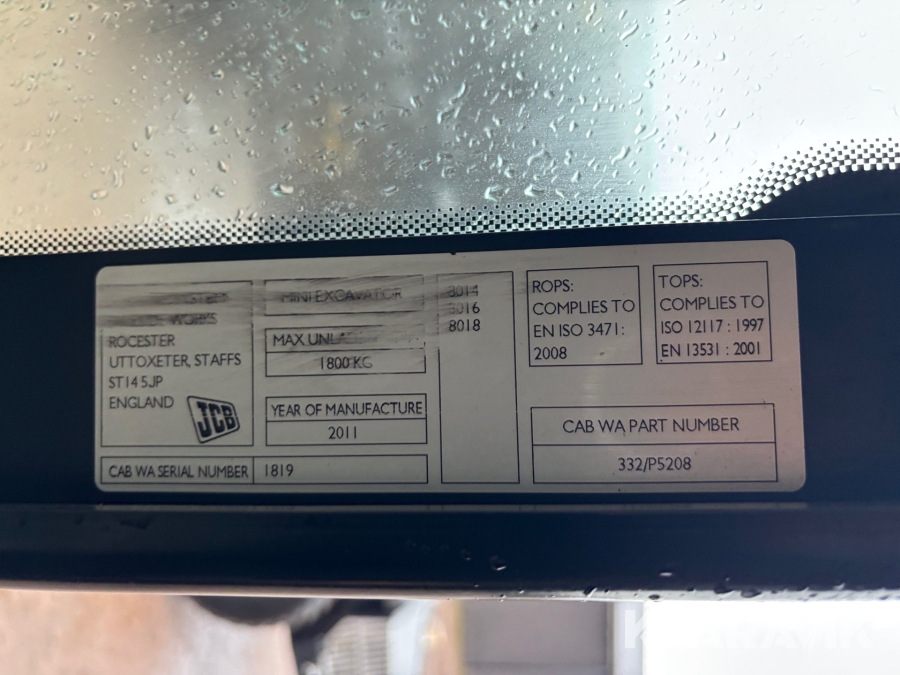 WORKS
ROCESTER
UTTOXETER, STAFFS
ST14 5JP
ENGLAND
JCB
CAB WA SERIAL NUMBER
1819
MINI EXCAVATOR
MAX
1800 KG
YEAR OF MANUFACTURE
2011
8014
8016
8018
ROPS:
COMPLIES TO
EN ISO 3471 :
2008
TOPS:
COMPLIES TO
ISO 12117 : 1997
EN 13531 : 2001
CAB WA PART NUMBER
332/P5208